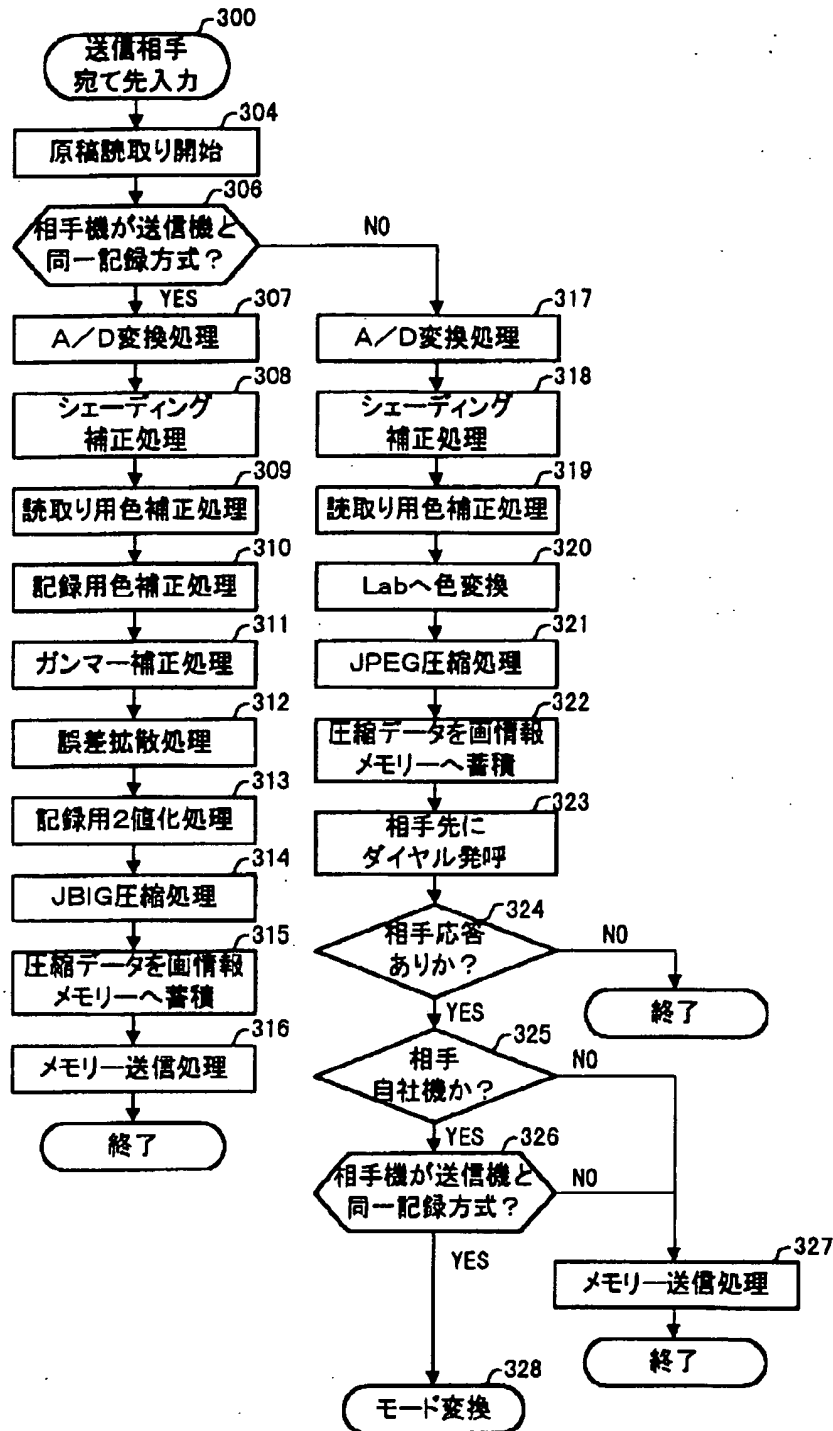 300
送信相手
宛て先入力
304
原稿読取り開始
306
相手機が送信機と
同一記録方式?
NO
YES
307
A/D変換処理
308
シェーディング
補正処理
309
読取り用色補正処理
310
記録用色補正処理
311
ガンマー補正処理
312
誤差拡散処理
313
記録用2値化処理
314
JBIG圧縮処理
315
圧縮データを画情報
メモリーへ蓄積
316
メモリー送信処理
終了
317
A/D変換処理
318
シェーディング
補正処理
319
読取り用色補正処理
320
Labへ色変換
321
JPEG圧縮処理
322
圧縮データを画情報
メモリーへ蓄積
323
相手先に
ダイヤル発呼
324
相手応答
ありか?
NO
終了
YES
325
相手
自社機か?
NO
YES
326
相手機が送信機と
同一記録方式?
NO
YES
327
メモリー送信処理
終了
328
モード変換